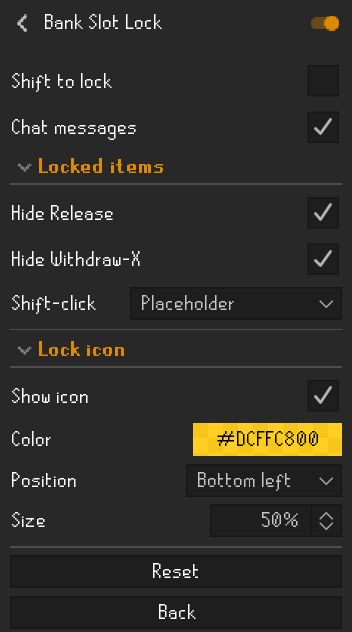 Bank Slot Lock
Shift to lock
Chat messages
Locked items
Hide Release
Hide Withdraw-X
Shift-click Placeholder
Lock icon
Show icon
Color #DCFFC800
Position Bottom left
Size 50%
Reset
Back